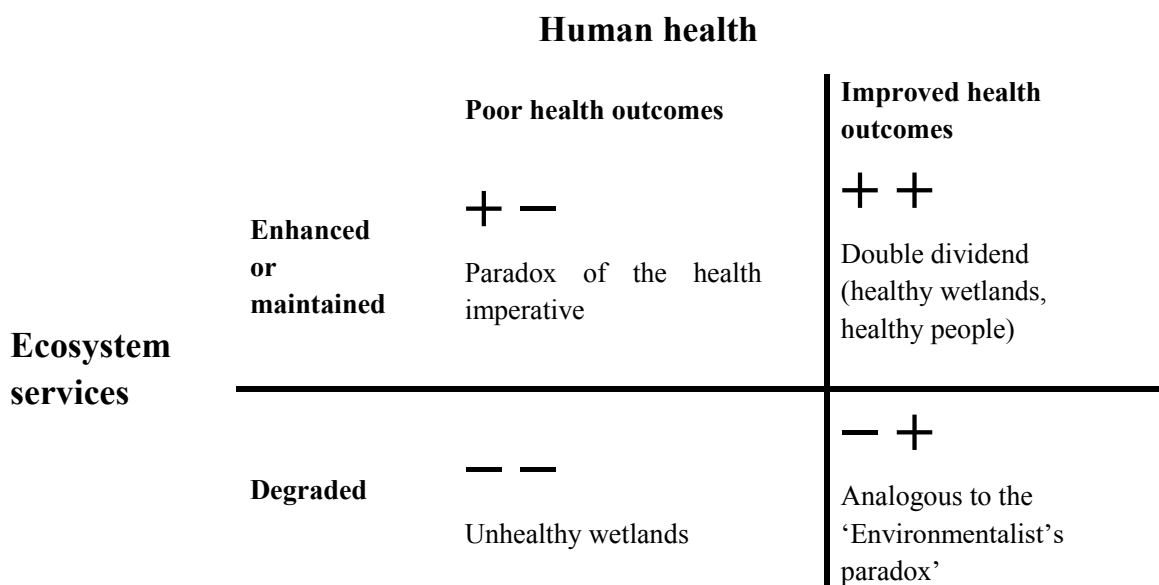 Human health
Poor health outcomes
Improved health
outcomes
Enhanced
or
maintained
+ −
Paradox of the health
imperative
+ +
Double dividend
(healthy wetlands,
healthy people)
Ecosystem
services
Degraded
− −
Unhealthy wetlands
− +
Analogous to the
‘Environmentalist’s
paradox’